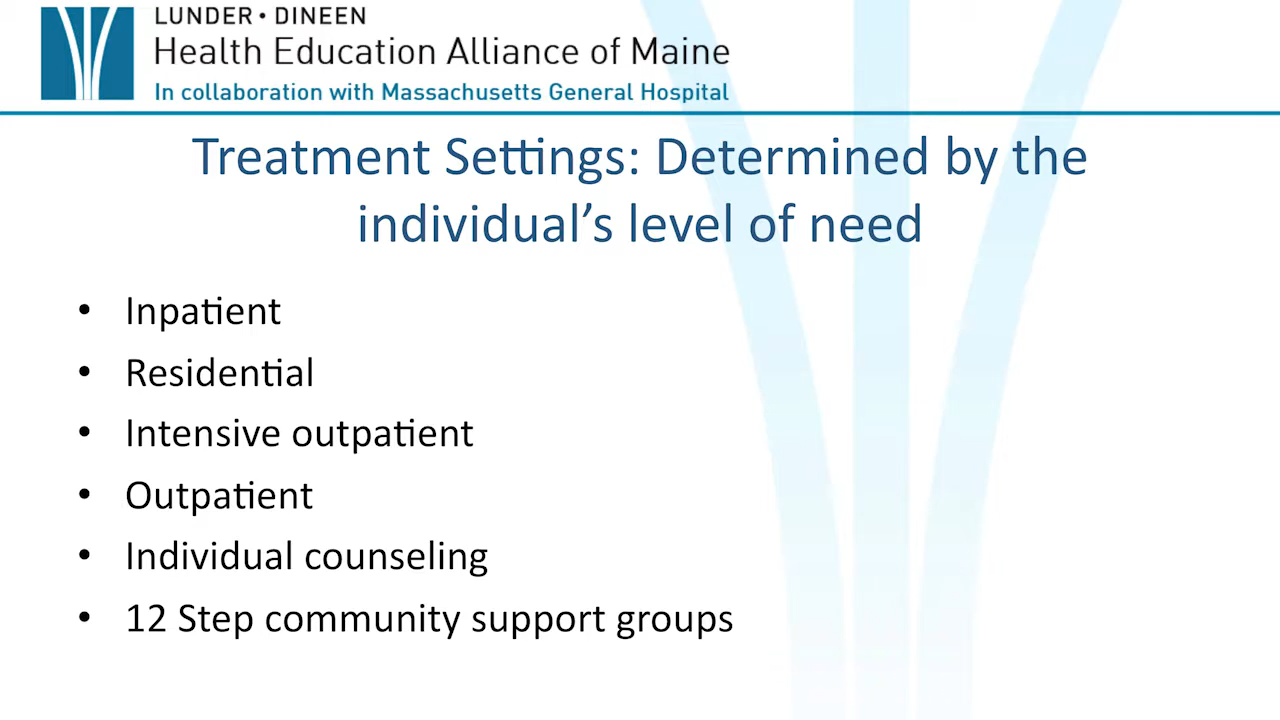 LUNDER • DINEEN
Health Education Alliance of Maine
In collaboration with Massachusetts General Hospital
Treatment Settings: Determined by the
individual’s level of need
• Inpatient
• Residential
• Intensive outpatient
• Outpatient
• Individual counseling
• 12 Step community support groups